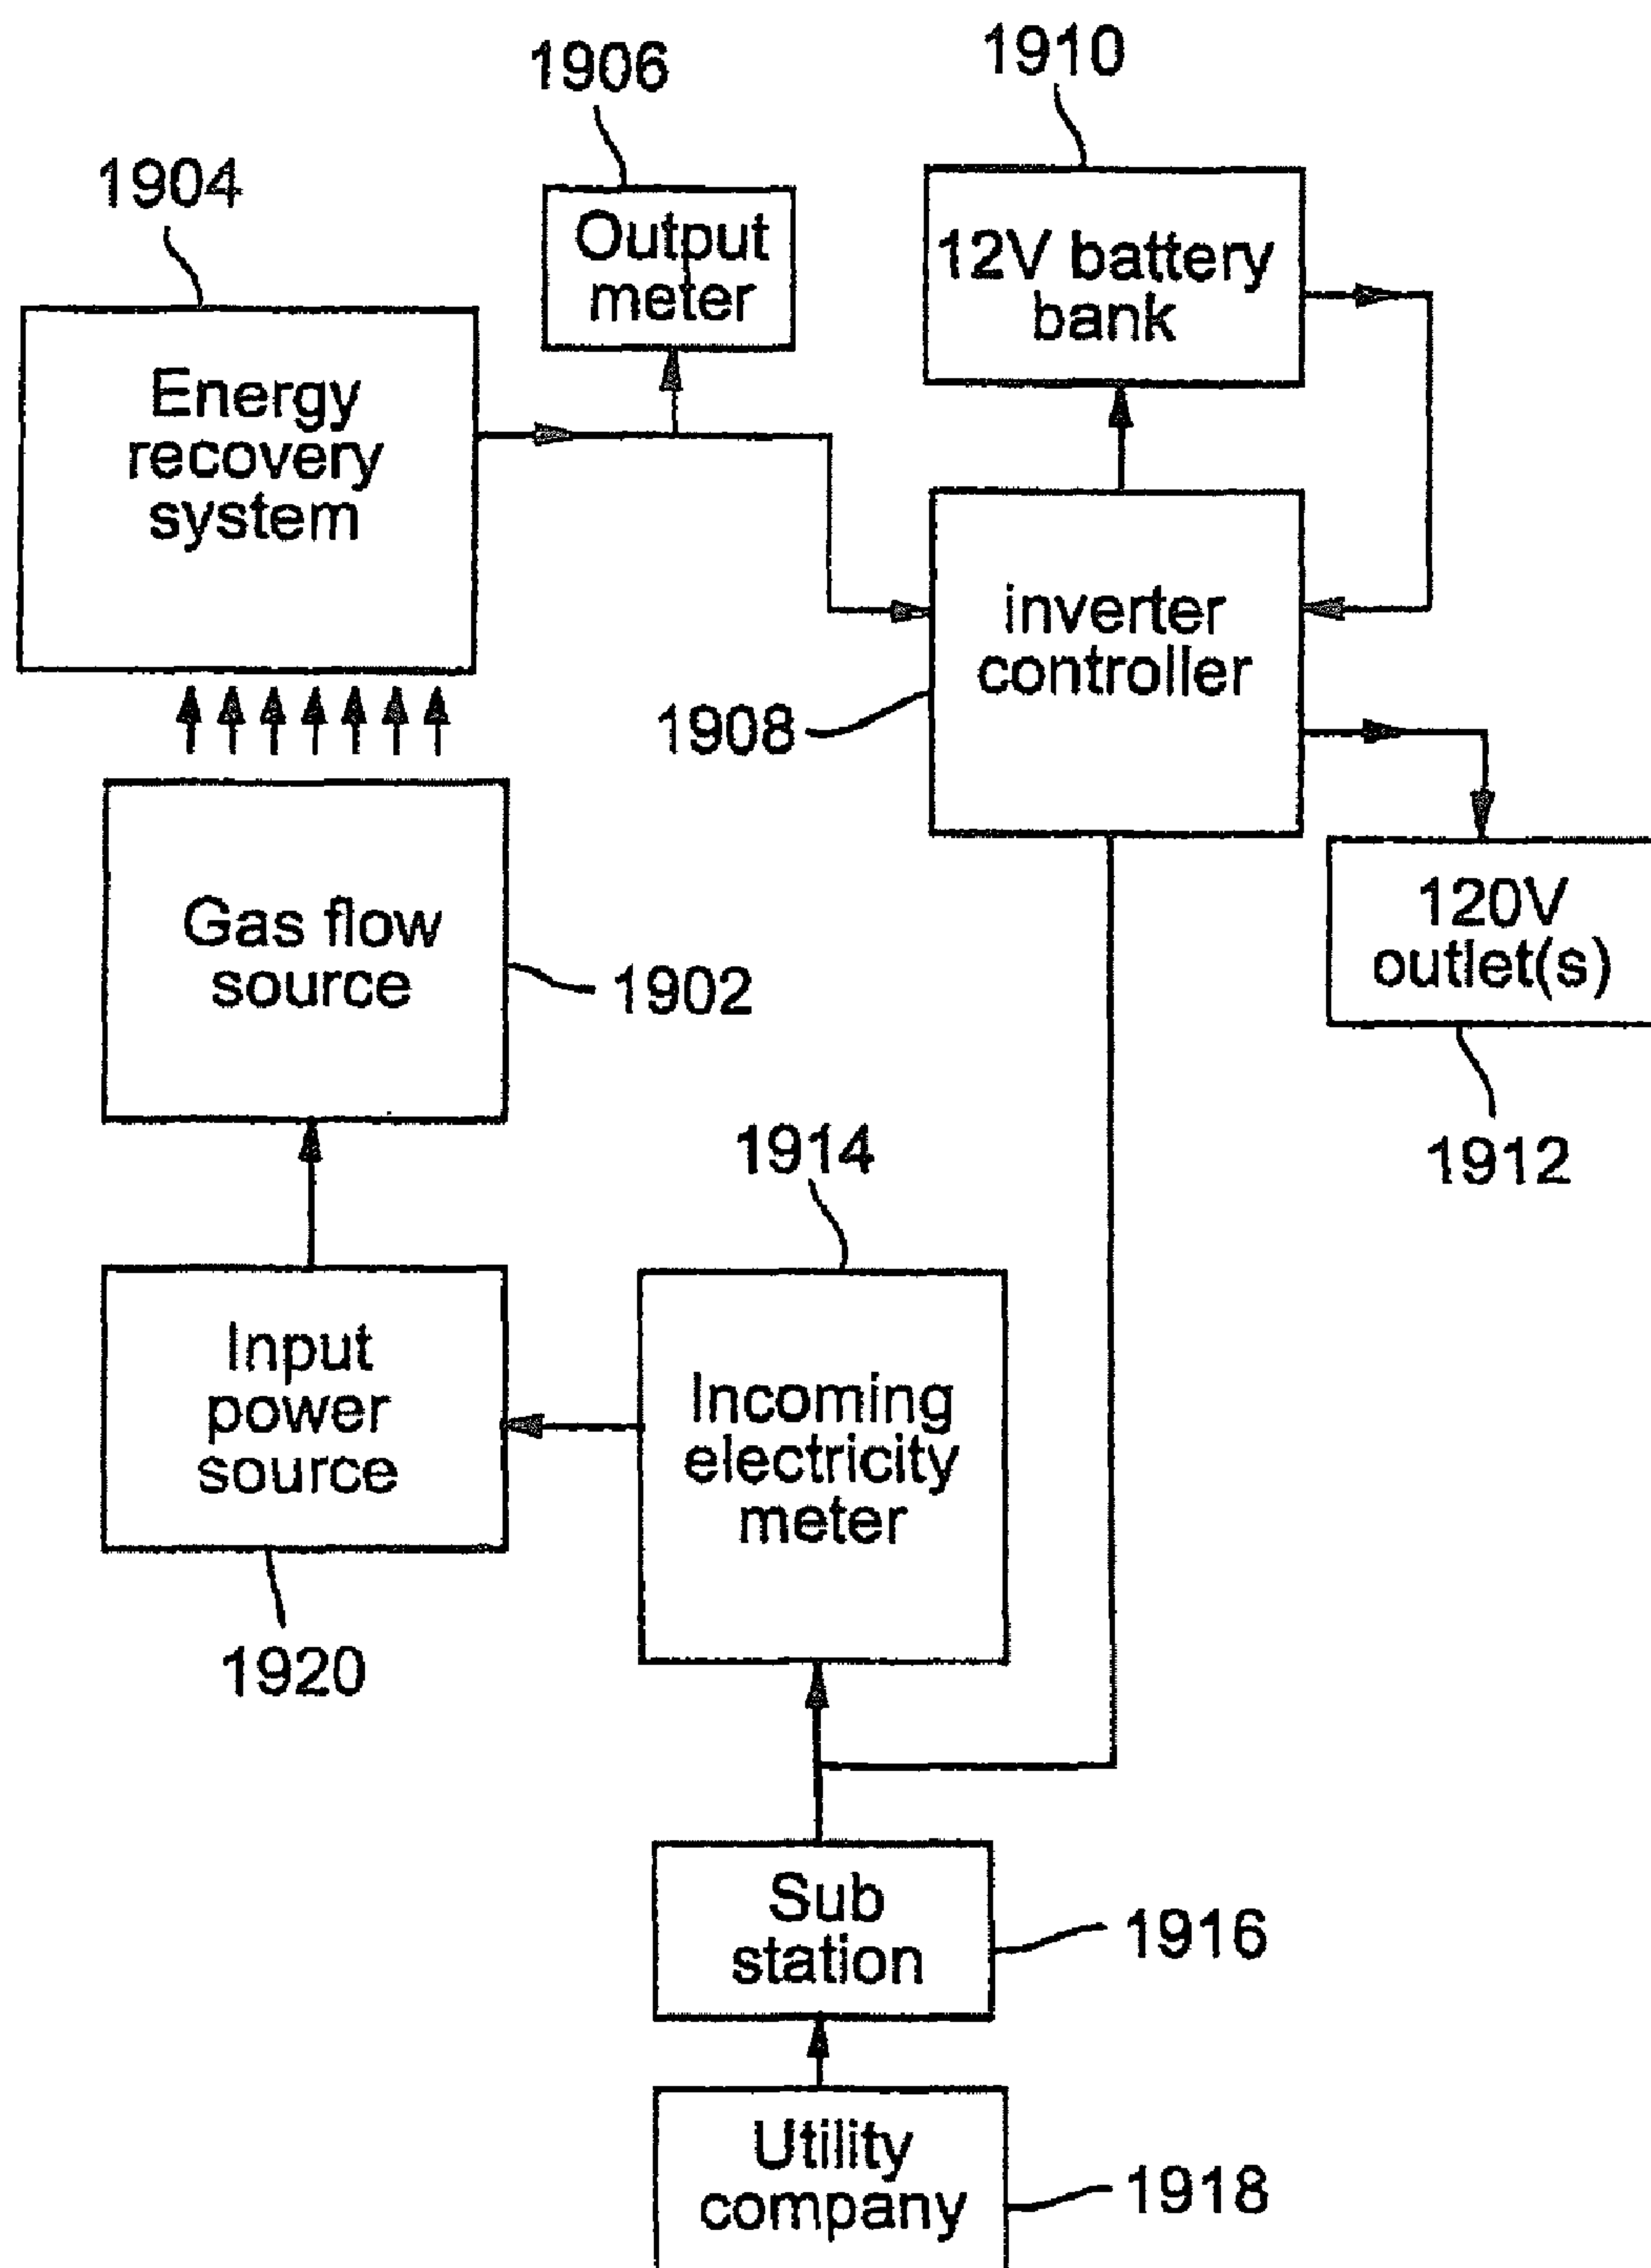 1906
1910
1904
Output
meter
12V battery
bank
Energy
recovery
system
inverter
controller
1908
Gas flow
source
1902
120V
outlet(s)
1912
1914
Input
power
source
1920
Incoming
electricity
meter
Sub
station
1916
Utility
company
1918